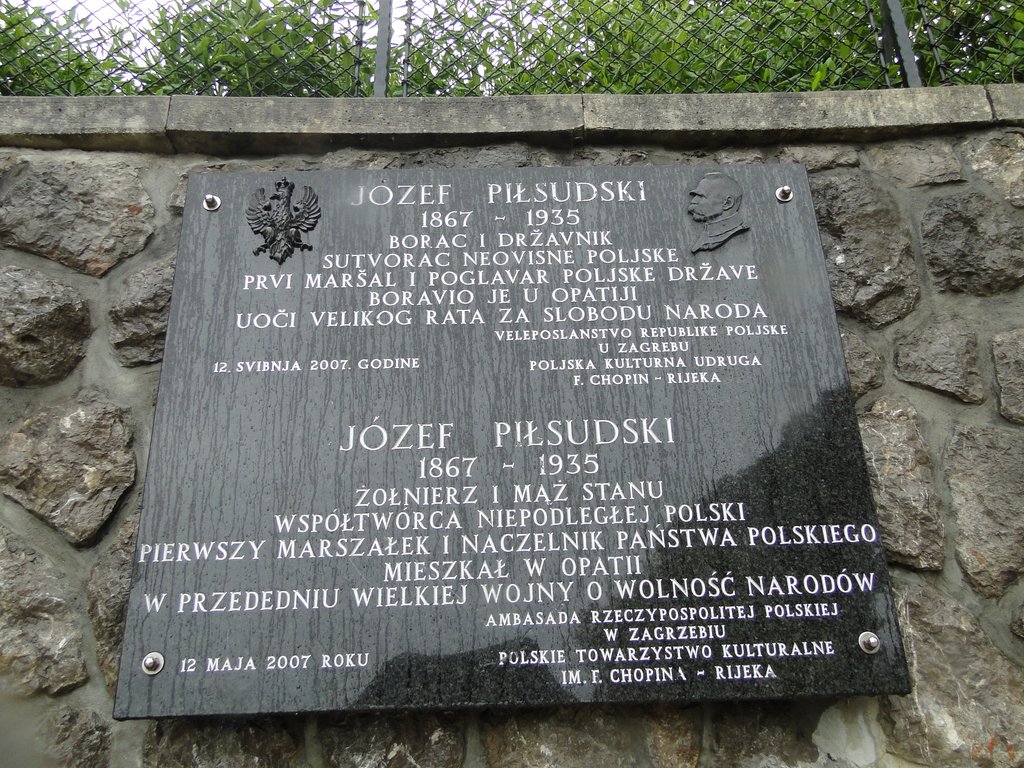 JÓZEF PIŁSUDSKI
1867 - 1935
BORAC I DRŽAVNIK
SUTVORAC NEOVISNE POLJSKE
PRVI MARŠAL I POGLAVAR POLJSKE DRŽAVE
BORAVIO JE U OPATIJI
UOČI VELIKOG RATA ZA SLOBODU NARODA
VELEPOSLANSTVO REPUBLIKE POLJSKE
U ZAGREBU
12. SVIBNJA 2007. GODINE
POLJSKA KULTURNA UDRUGA
F. CHOPIN - RIJEKA
JÓZEF PIŁSUDSKI
1867 - 1935
ŻOŁNIERZ I MĄŻ STANU
WSPÓŁTWÓRCA NIEPODLEGŁEJ POLSKI
PIERWSZY MARSZAŁEK I NACZELNIK PAŃSTWA POLSKIEGO
MIESZKAŁ W OPATII
W PRZEDEDNIU WIELKIEJ WOJNY O WOLNOŚĆ NARODÓW
AMBASADA RZECZYPOSPOLITEJ POLSKIEJ
W ZAGRZEBIU
12 MAJA 2007 ROKU
POLSKIE TOWARZYSTWO KULTURALNE
IM. F. CHOPINA - RIJEKA